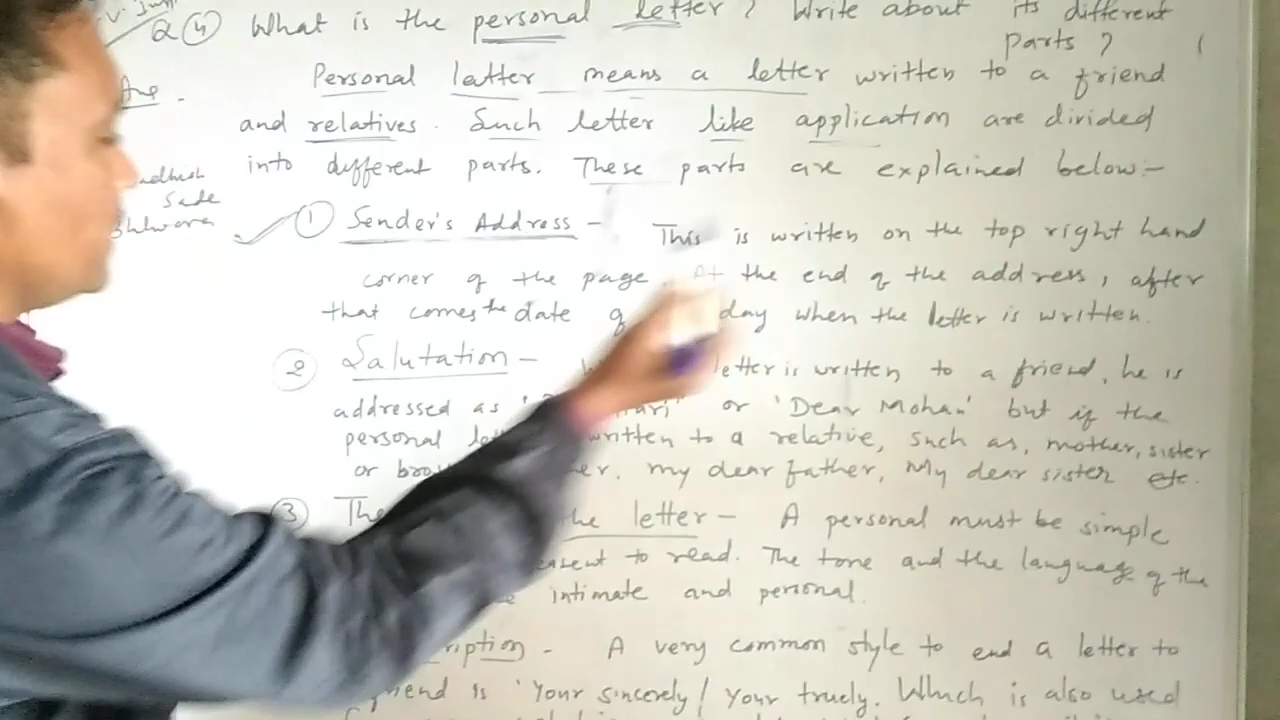 Q 4 What is the personal letter? Write about its different
Parts?
Ans. Personal latter means a letter written to a friend
and relatives. Such letter like application are divided
into different parts. These parts are explained below:-
① Sender's Address - This is written on the top right hand
corner of the page. At the end of the address, after
that comes the date of day when the letter is written.
② Salutation - letter is written to a friend, he is
addressed as or 'Dear Mohan' but if the
personal written to a relative, such as, mother, sister
or my dear father, My dear sister etc.
③ The the letter - A personal must be simple
to read. The tone and the language of the
intimate and personal.
- A very common style to end a letter to
is 'Your sincerely / Your truely. Which is also used